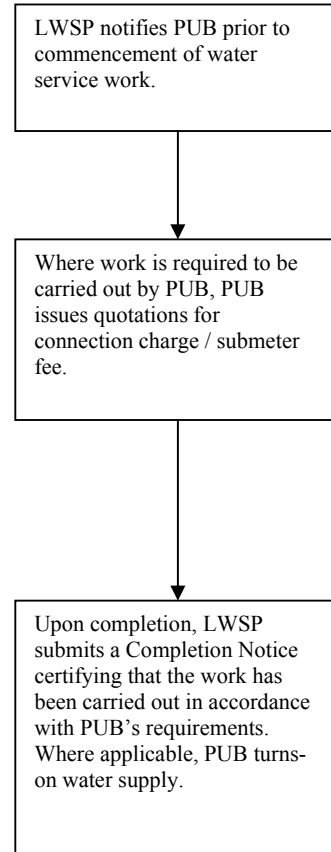 LWSP notifies PUB prior to
commencement of water
service work.
Where work is required to be
carried out by PUB, PUB
issues quotations for
connection charge / submeter
fee.
Upon completion, LWSP
submits a Completion Notice
certifying that the work has
been carried out in accordance
with PUB’s requirements.
Where applicable, PUB turns-
on water supply.